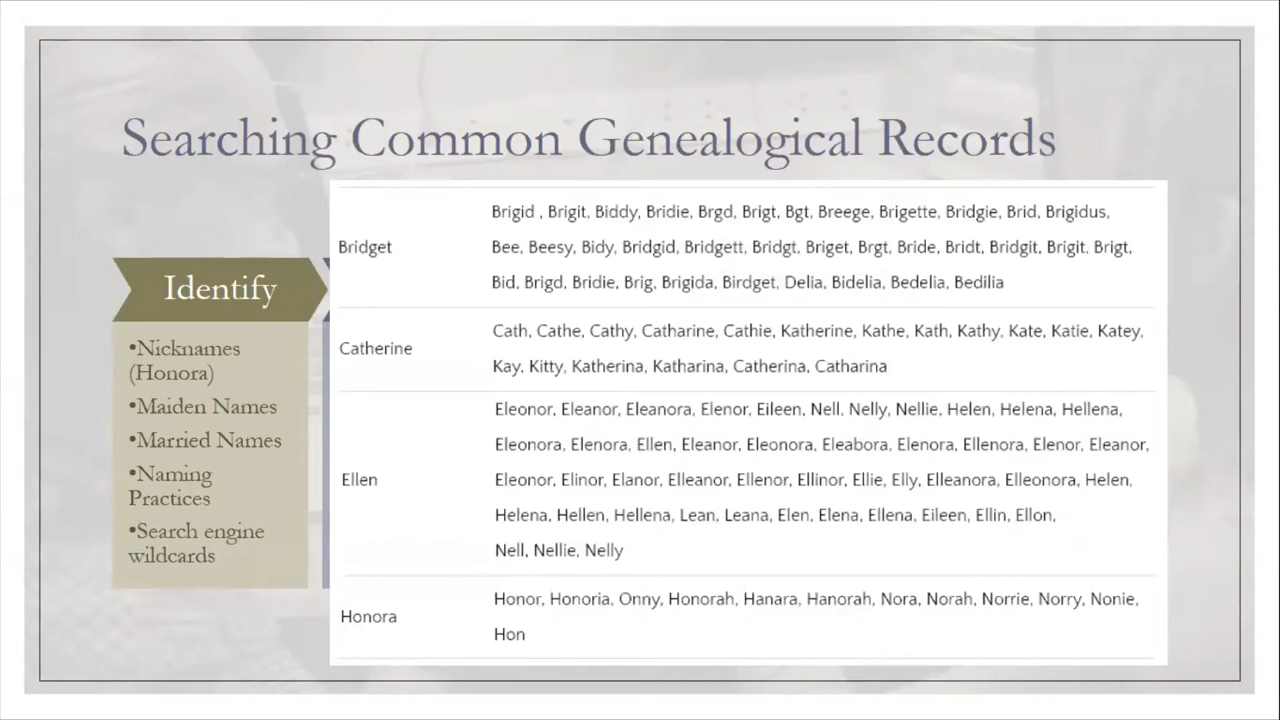 Searching Common Genealogical Records
Identify
•Nicknames
(Honora)
•Maiden Names
•Married Names
•Naming
Practices
•Search engine
wildcards
Bridget
Brigid , Brigit, Biddy, Bridie, Brgd, Brigt, Bgt, Breege, Brigette, Bridgie, Brid, Brigidus,
Bee, Beesy, Bidy, Bridgid, Bridgett, Bridgt, Briget, Brgt, Bride, Bridt, Bridgit, Brigit, Brigt,
Bid, Brigd, Bridie, Brig, Brigida, Birdget, Delia, Bidelia, Bedelia, Bedilia
Catherine
Cath, Cathe, Cathy, Catharine, Cathie, Katherine, Kathe, Kath, Kathy, Kate, Katie, Katey,
Kay, Kitty, Katherina, Katharina, Catherina, Catharina
Ellen
Eleonor, Eleanor, Eleanora, Elenor, Eileen, Nell, Nelly, Nellie, Helen, Helena, Hellena,
Eleonora, Elenora, Ellen, Eleanor, Eleonora, Eleabora, Elenora, Ellenora, Elenor, Eleanor,
Eleonor, Elinor, Elanor, Elleanor, Ellenor, Ellinor, Ellie, Elly, Elleanora, Elleonora, Helen,
Helena, Hellen, Hellena, Lean, Leana, Elen, Elena, Ellena, Eileen, Ellin, Ellon,
Nell, Nellie, Nelly
Honora
Honor, Honoria, Onny, Honorah, Hanara, Hanorah, Nora, Norah, Norrie, Norry, Nonie,
Hon